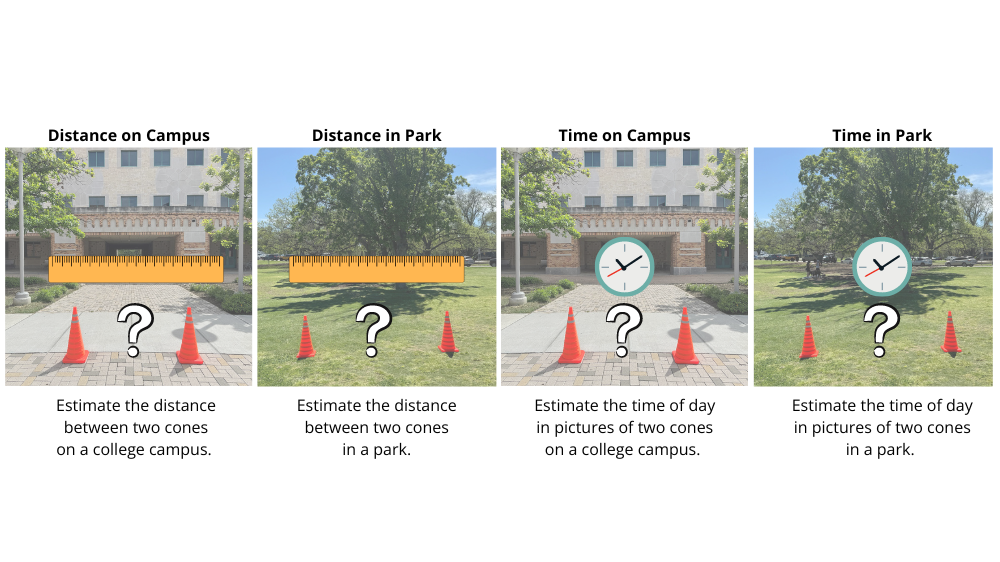 Distance on Campus
Distance in Park
Time on Campus
Time in Park
?
?
?
?
Estimate the distance
between two cones
on a college campus.
Estimate the distance
between two cones
in a park.
Estimate the time of day
in pictures of two cones
on a college campus.
Estimate the time of day
in pictures of two cones
in a park.